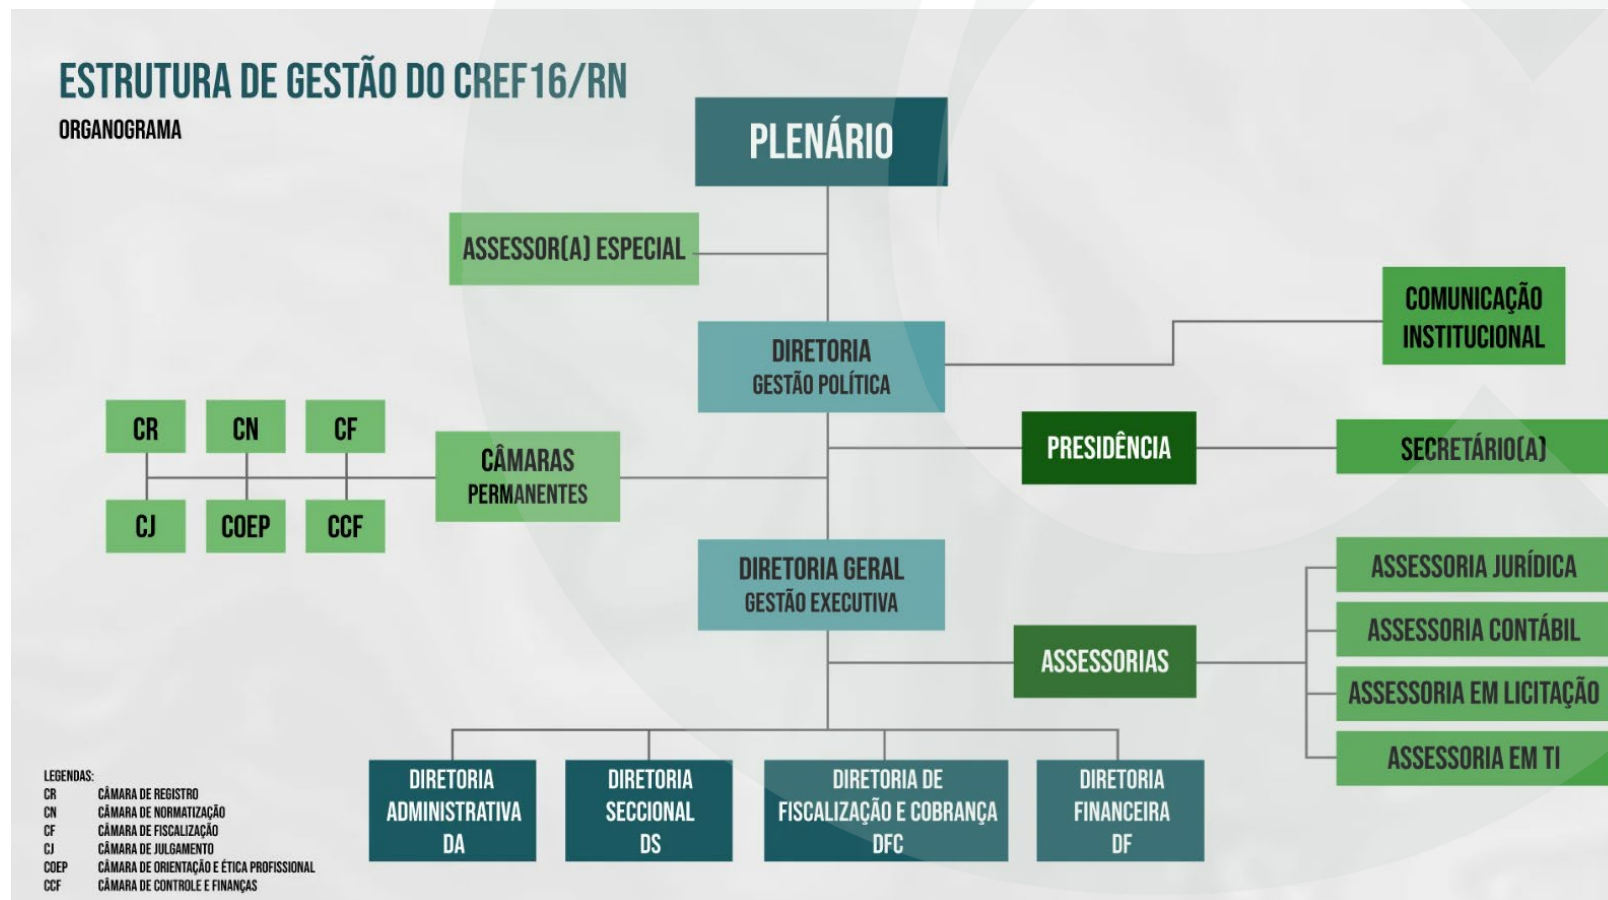 ESTRUTURA DE GESTÃO DO CREF16/RN
ORGANOGRAMA
PLENÁRIO
ASSESSOR(A) ESPECIAL
COMUNICAÇÃO
INSTITUCIONAL
DIRETORIA
GESTÃO POLÍTICA
CR
CN
CF
CÂMARAS
PERMANENTES
PRESIDÊNCIA
SECRETÁRIO(A)
CJ
COEP
CCF
DIRETORIA GERAL
GESTÃO EXECUTIVA
ASSESSORIAS
ASSESSORIA JURÍDICA
ASSESSORIA CONTÁBIL
ASSESSORIA EM LICITAÇÃO
ASSESSORIA EM TI
DIRETORIA
ADMINISTRATIVA
DA
DIRETORIA
SECCIONAL
DS
DIRETORIA DE
FISCALIZAÇÃO E COBRANÇA
DFC
DIRETORIA
FINANCEIRA
DF
LEGENDAS:
CR CÂMARA DE REGISTRO
CN CÂMARA DE NORMATIZAÇÃO
CF CÂMARA DE FISCALIZAÇÃO
CJ CÂMARA DE JULGAMENTO
COEP CÂMARA DE ORIENTAÇÃO E ÉTICA PROFISSIONAL
CCF CÂMARA DE CONTROLE E FINANÇAS